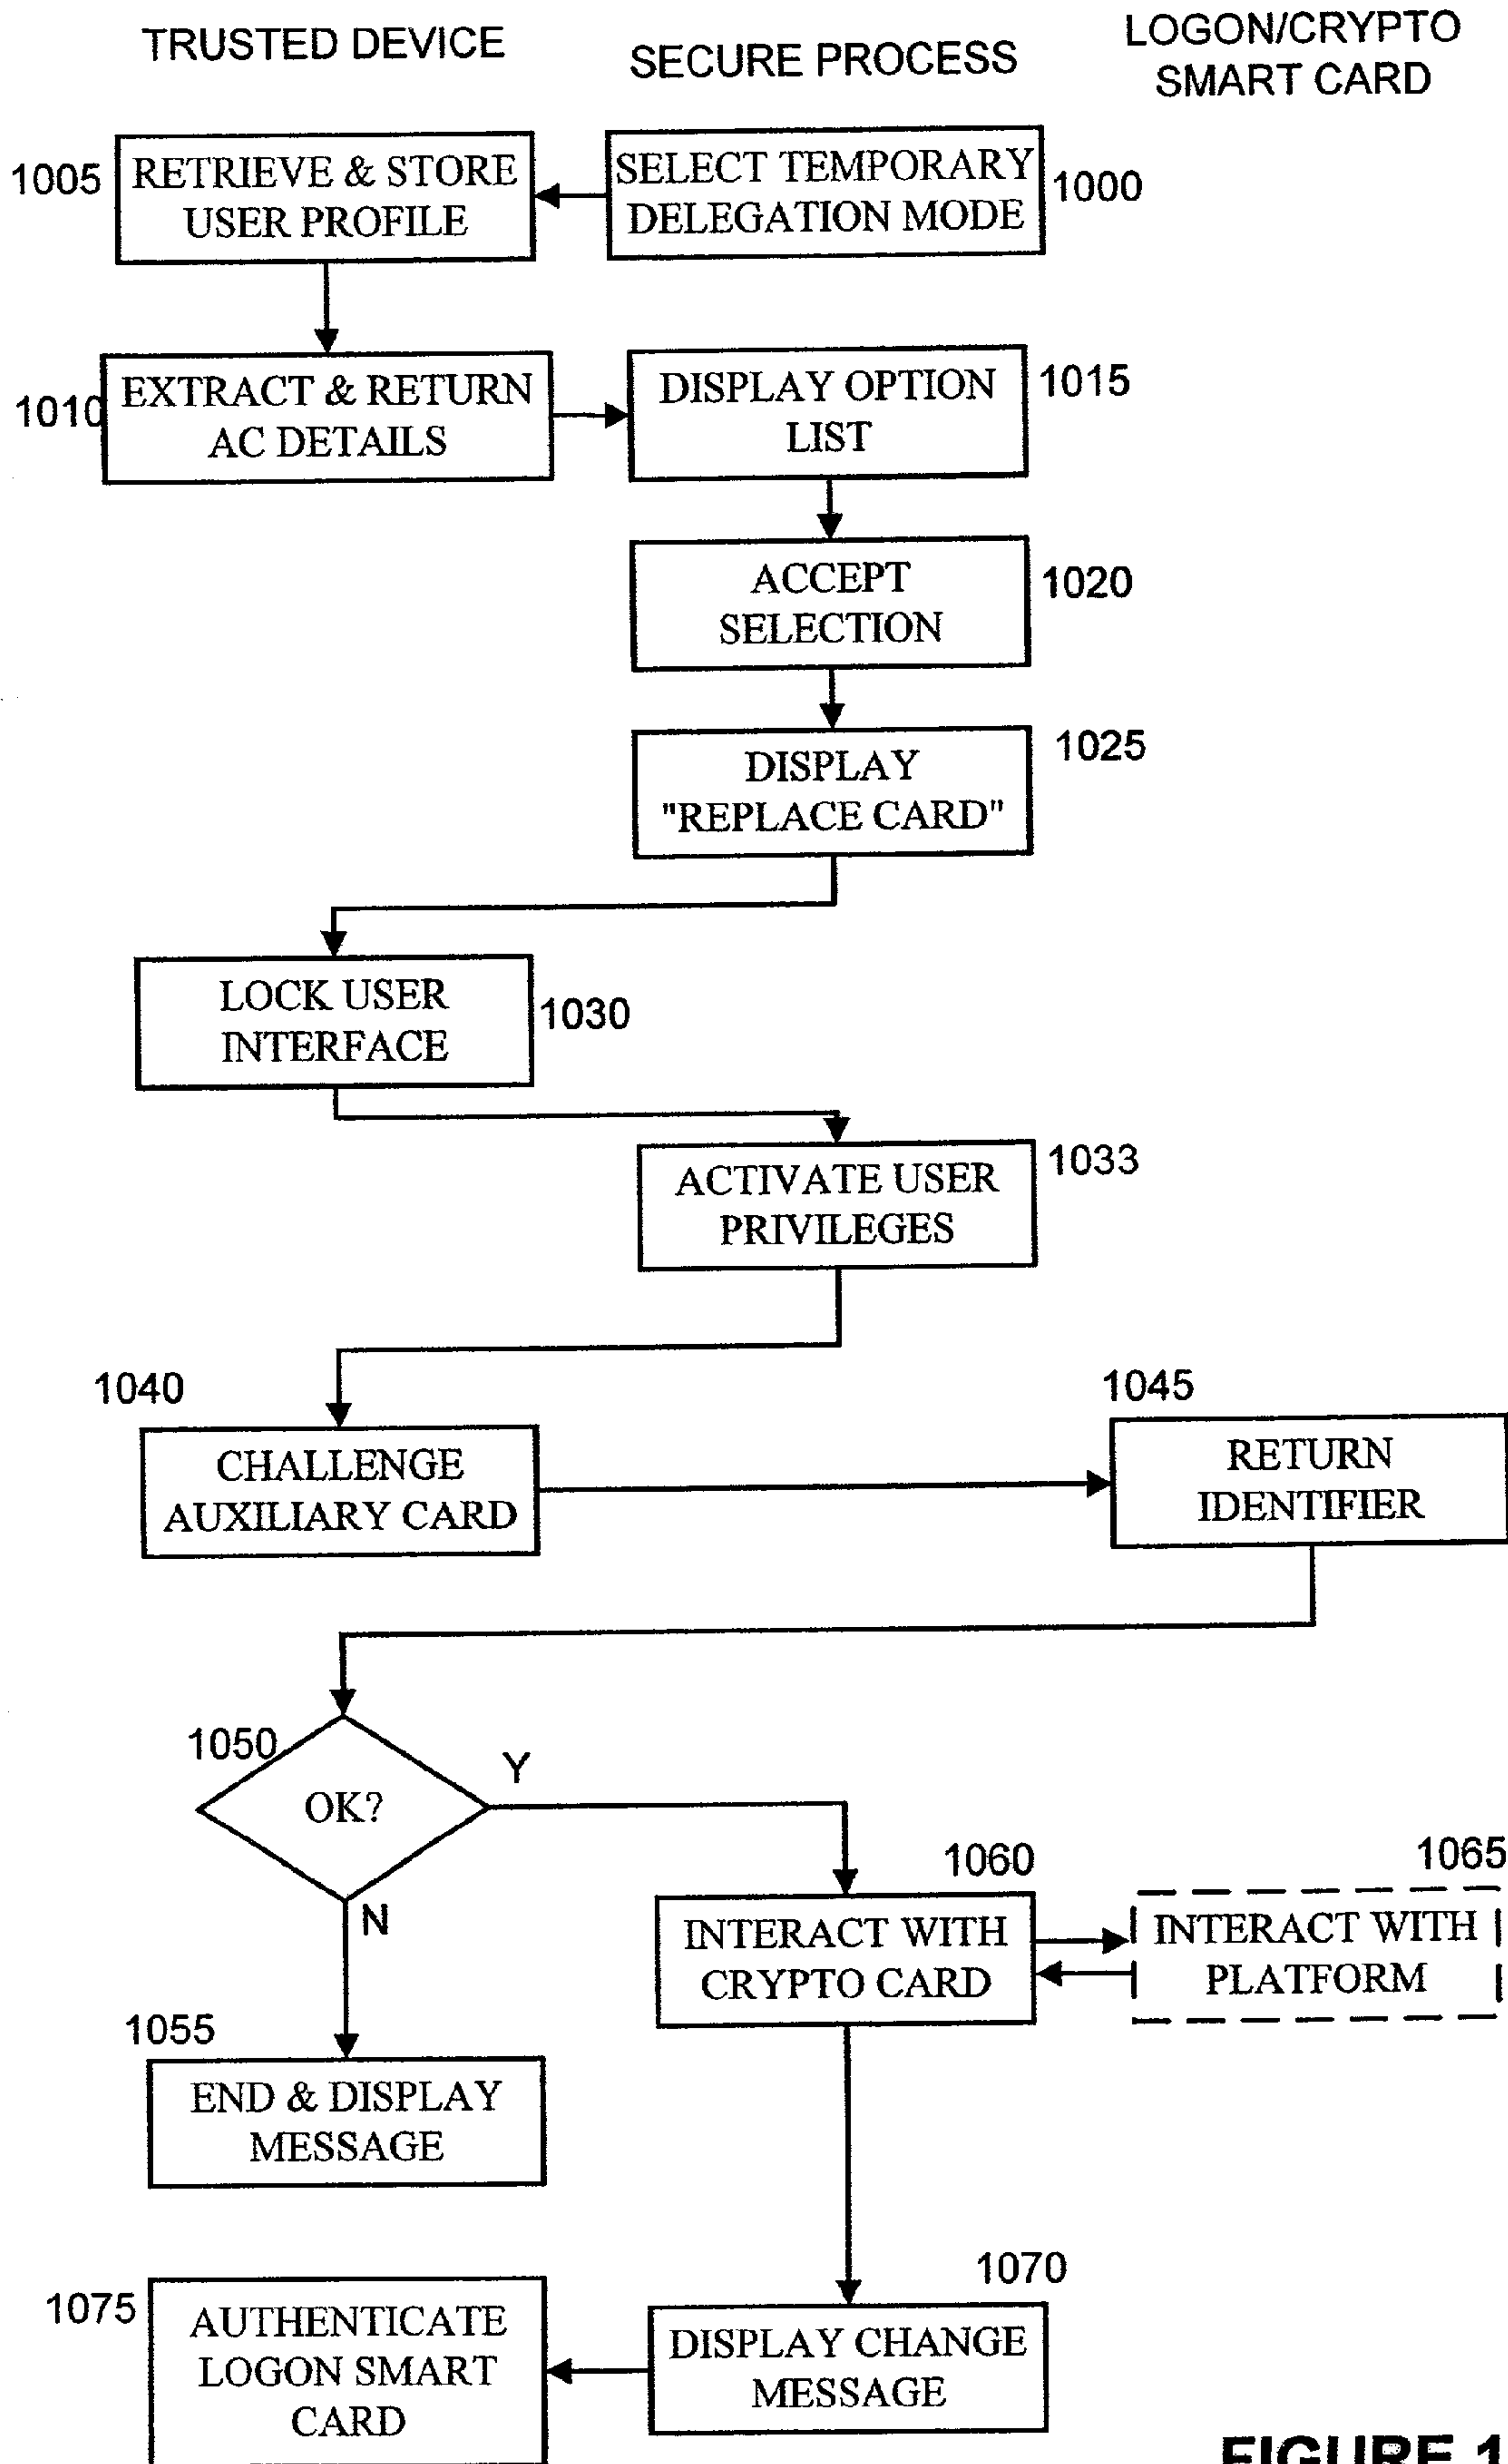 TRUSTED DEVICE
SECURE PROCESS
LOGON/CRYPTO
SMART CARD
1005
RETRIEVE & STORE
USER PROFILE
SELECT TEMPORARY
DELEGATION MODE
1000
1010
EXTRACT & RETURN
AC DETAILS
DISPLAY OPTION
LIST
1015
ACCEPT
SELECTION
1020
DISPLAY
"REPLACE CARD"
1025
LOCK USER
INTERFACE
1030
ACTIVATE USER
PRIVILEGES
1033
1040
CHALLENGE
AUXILIARY CARD
1045
RETURN
IDENTIFIER
1050
OK?
Y
N
1060
INTERACT WITH
CRYPTO CARD
1065
INTERACT WITH
PLATFORM
1055
END & DISPLAY
MESSAGE
1070
DISPLAY CHANGE
MESSAGE
1075
AUTHENTICATE
LOGON SMART
CARD
FIGURE 1